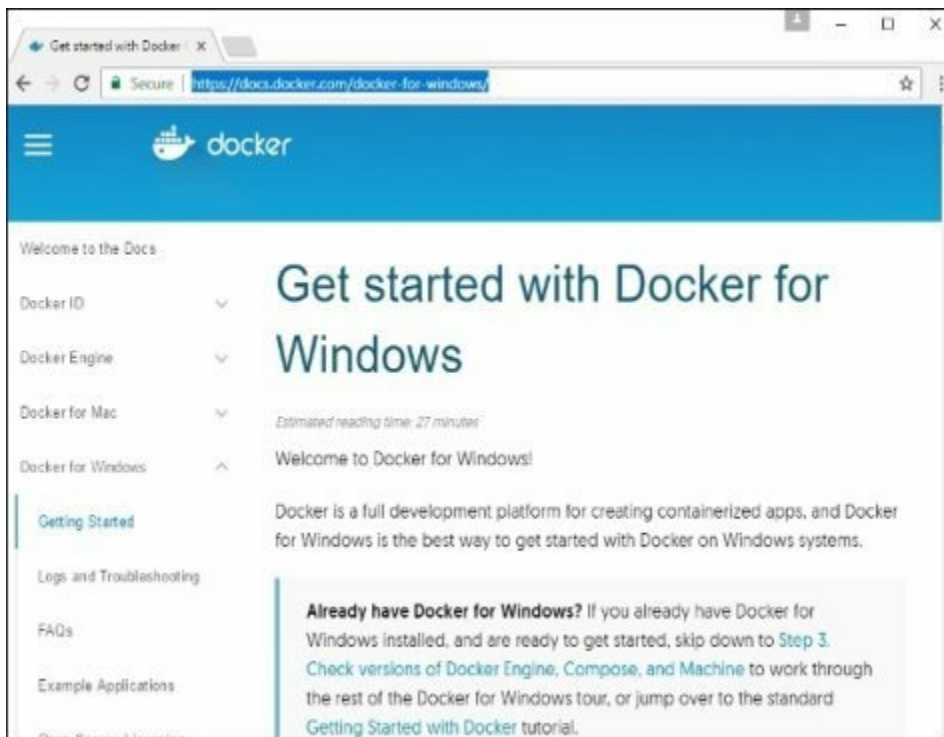 Get started with Docker
Secure
https://docs.docker.com/docker-for-windows/
docker
Welcome to the Docs
Docker ID
Docker Engine
Docker for Mac
Docker for Windows
Getting Started
Logs and Troubleshooting
FAQs
Example Applications
Get started with Docker for
Windows
Estimated reading time: 27 minutes
Welcome to Docker for Windows!
Docker is a full development platform for creating containerized apps, and Docker
for Windows is the best way to get started with Docker on Windows systems.
Already have Docker for Windows? If you already have Docker for
Windows installed, and are ready to get started, skip down to Step 3.
Check versions of Docker Engine, Compose, and Machine to work through
the rest of the Docker for Windows tour, or jump over to the standard
Getting Started with Docker tutorial.